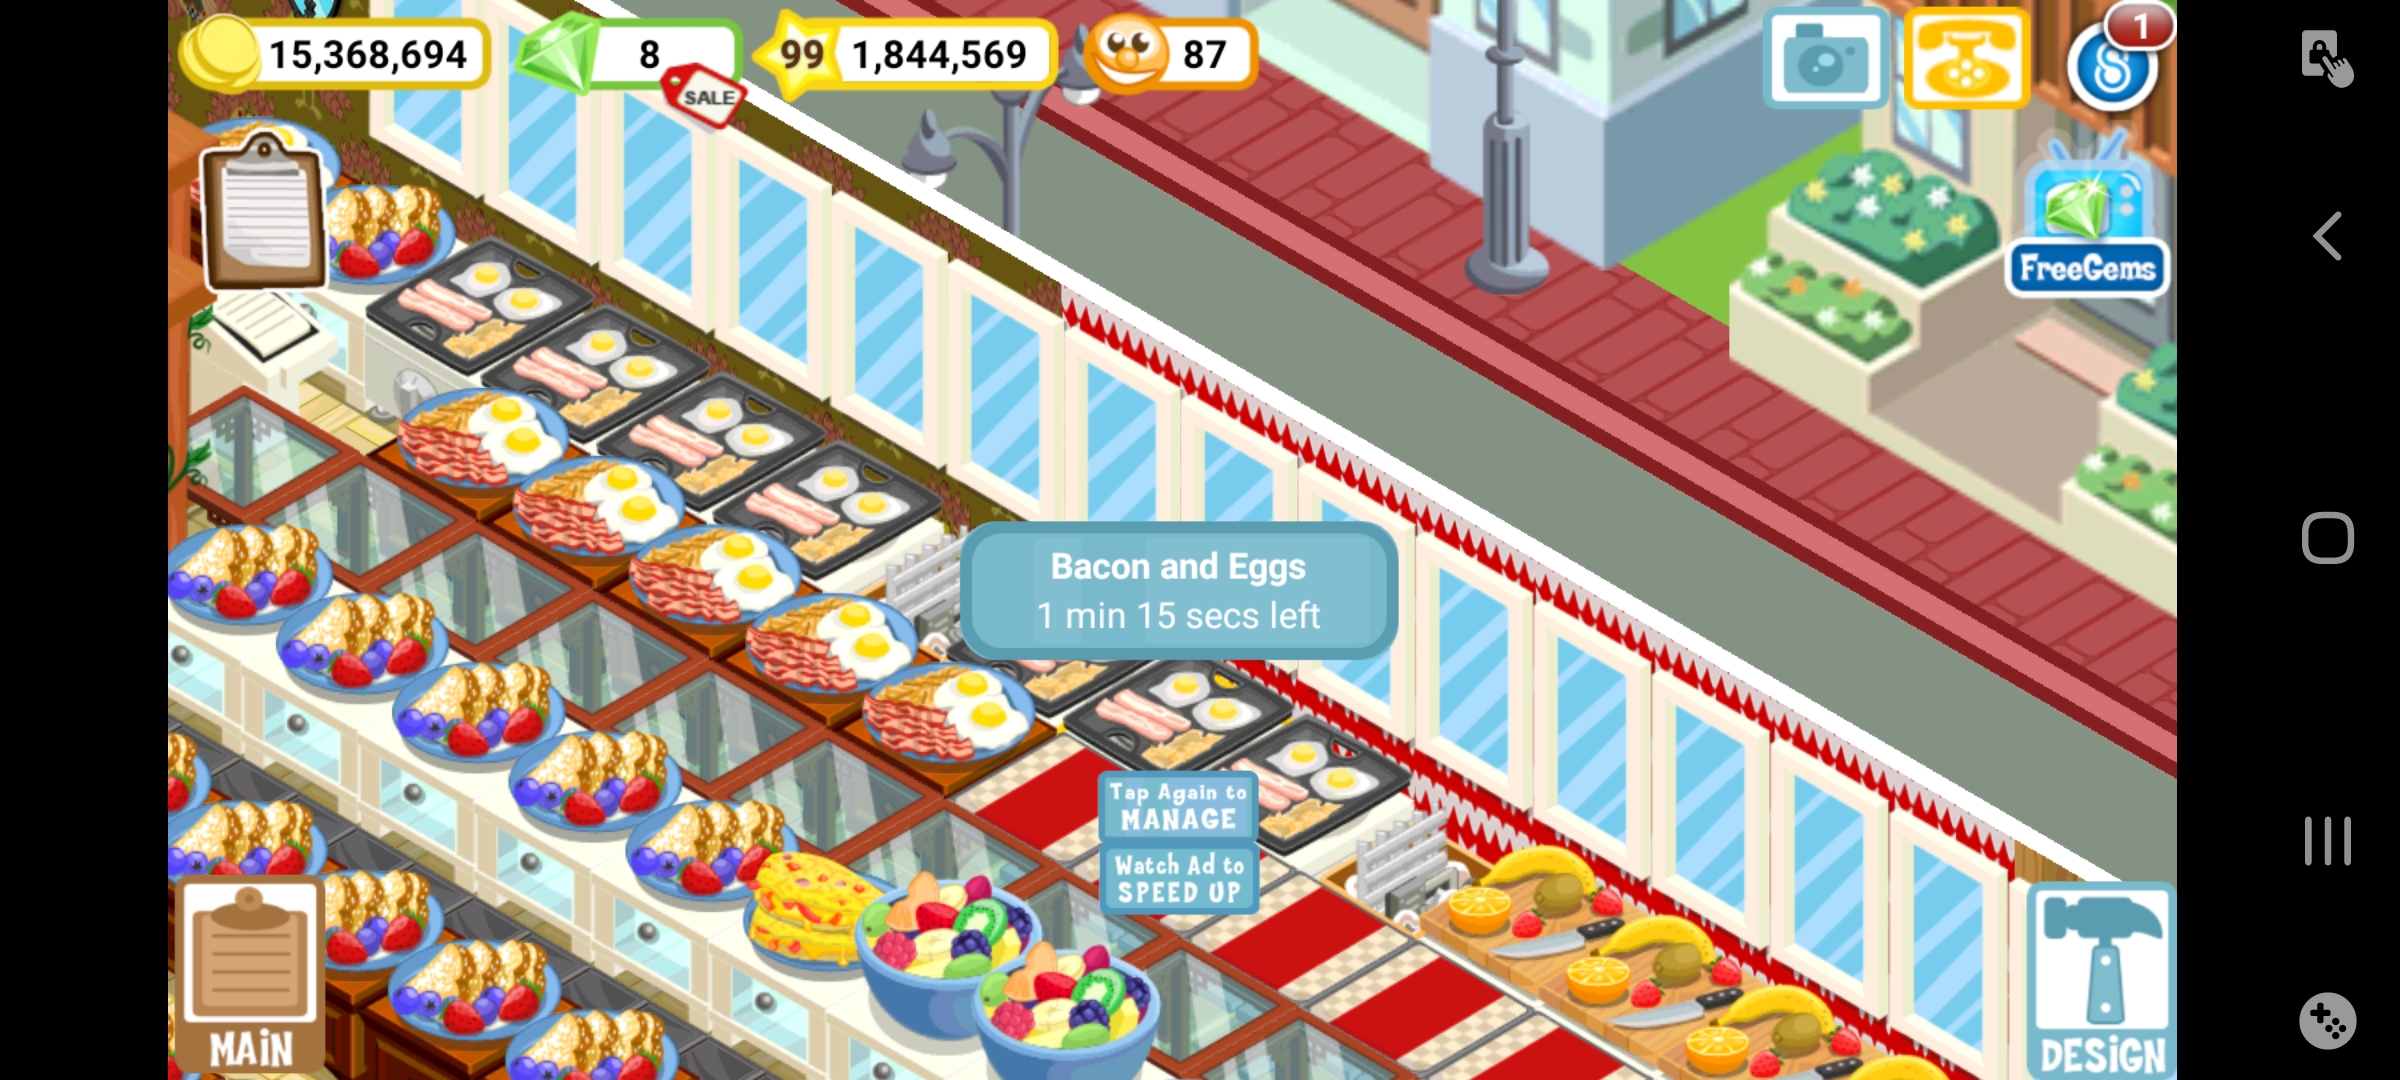 15,368,694
8
SALE
99
1,844,569
87
1
FreeGems
Bacon and Eggs
1 min 15 secs left
Tap Again to
MANAGE
Watch Ad to
SPEED UP
MAiN
DESiGN